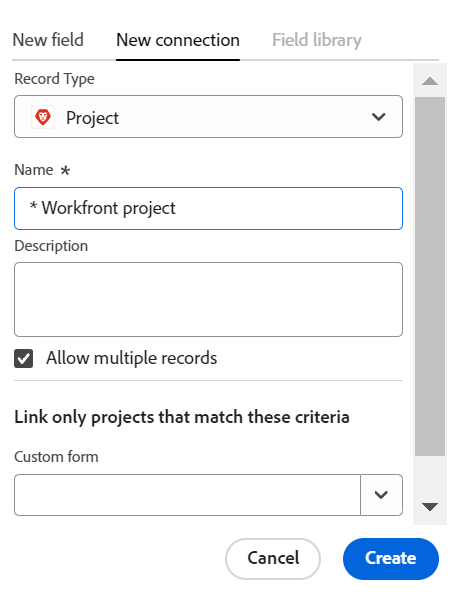 New field New connection Field library
Record Type
Project
Name *
* Workfront project
Description
Allow multiple records
Link only projects that match these criteria
Custom form
Cancel Create